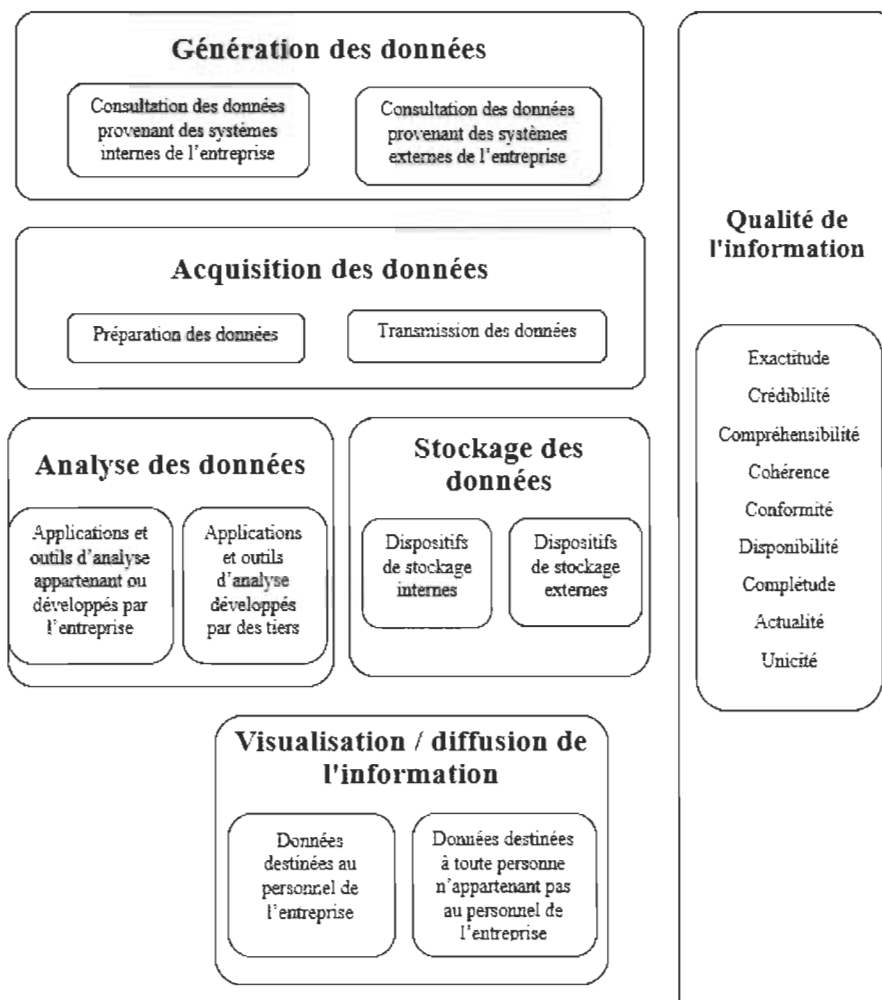 Génération des données
Consultation des données
provenant des systèmes
internes de l'entreprise
Consultation des données
provenant des systèmes
externes de l'entreprise
Acquisition des données
Préparation des données
Transmission des données
Analyse des données
Applications et
outils d'analyse
appartenant ou
développés par
l'entreprise
Applications
et outils
d'analyse
développés
par des tiers
Stockage des
données
Dispositifs
de stockage
internes
Dispositifs
de stockage
externes
Visualisation / diffusion de
l'information
Données
destinées au
personnel de
l'entreprise
Données destinées
à toute personne
n'appartenant pas
au personnel de
l'entreprise
Qualité de
l'information
Exactitude
Crédibilité
Compréhensibilité
Cohérence
Conformité
Disponibilité
Complétude
Actualité
Unicité